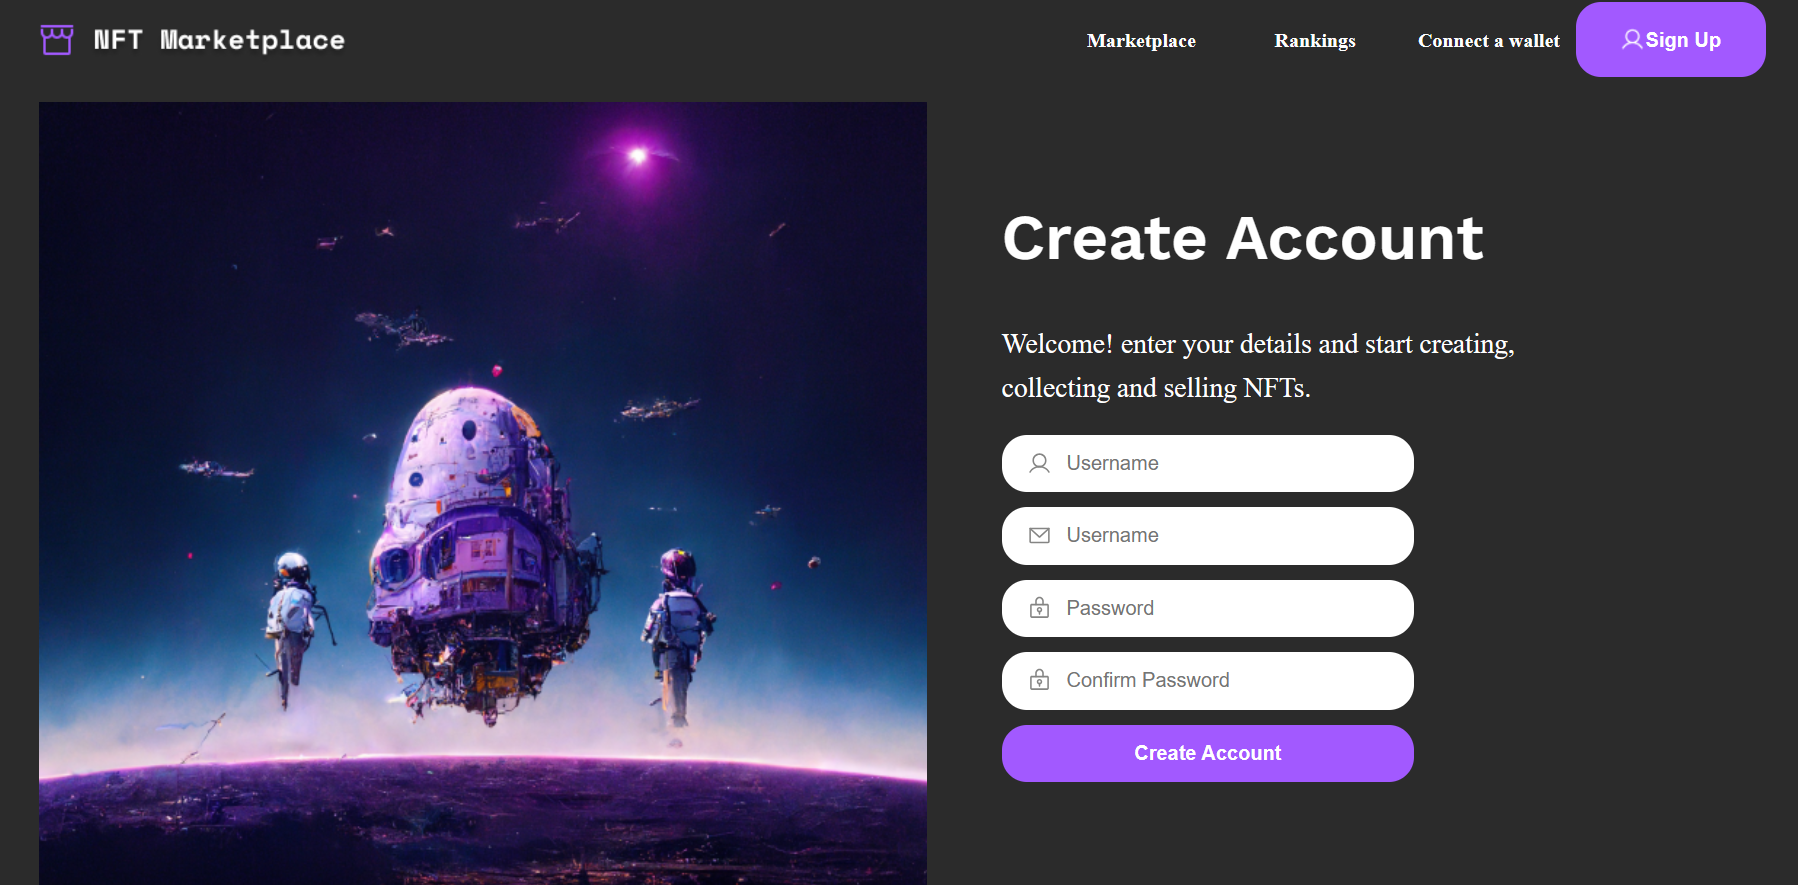 NFT Marketplace
Marketplace
Rankings
Connect a wallet
Sign Up
Create Account
Welcome! enter your details and start creating,
collecting and selling NFTs.
Username
Username
Password
Confirm Password
Create Account